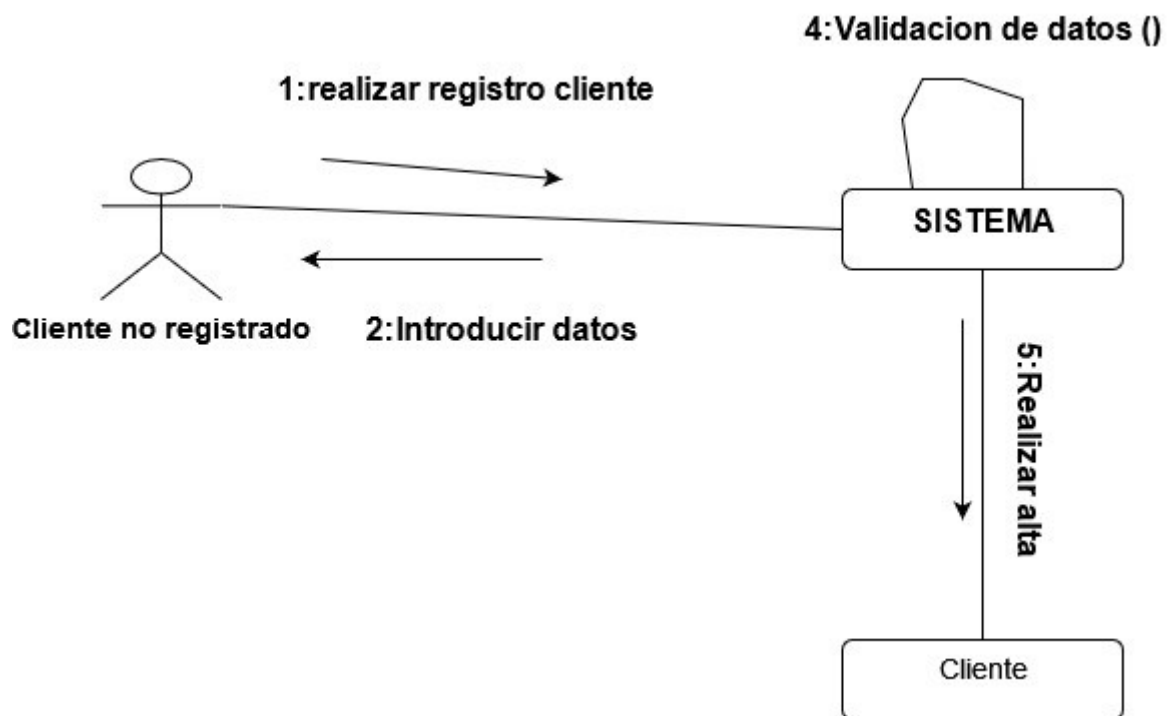 4:Validacion de datos ()
1:realizar registro cliente
SISTEMA
Cliente no registrado
2:Introducir datos
5:Realizar alta
Cliente